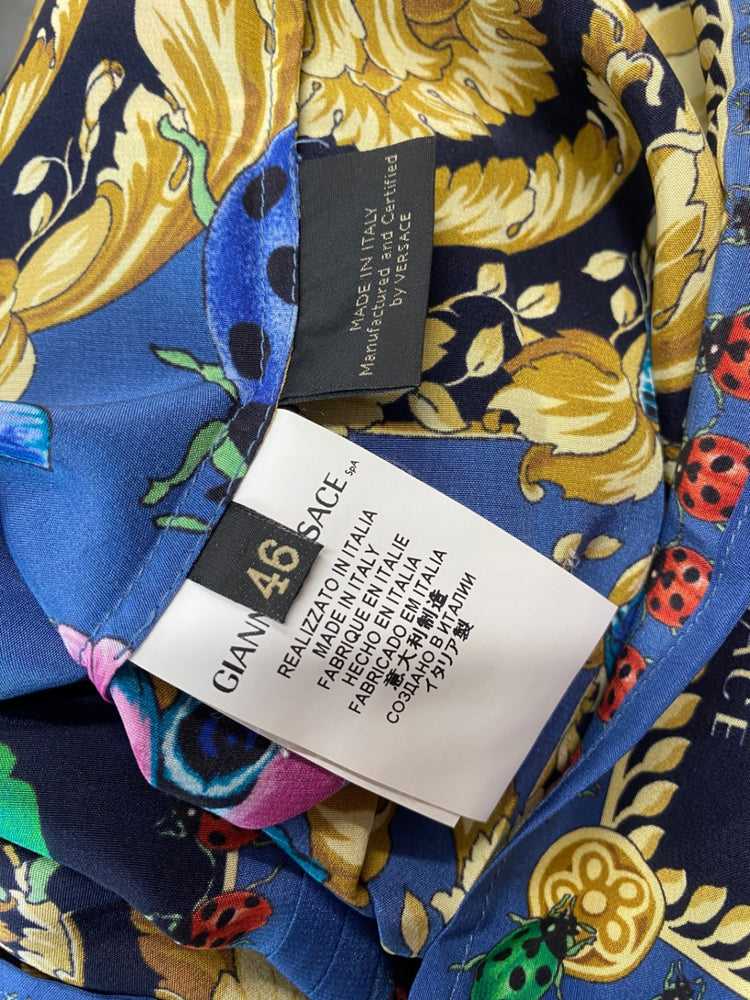 MADE IN ITALY
Manufactured and Certified
by VERSACE
46
GIANN SACE SpA
REALIZZATO IN ITALIA
MADE IN ITALY
FABRIQUE EN ITALIE
HECHO EN ITALIA
FABRICADO EM ITALIA
意大利制造
СОЗДАНО В ИТАЛИИ
イタリア製
ACE